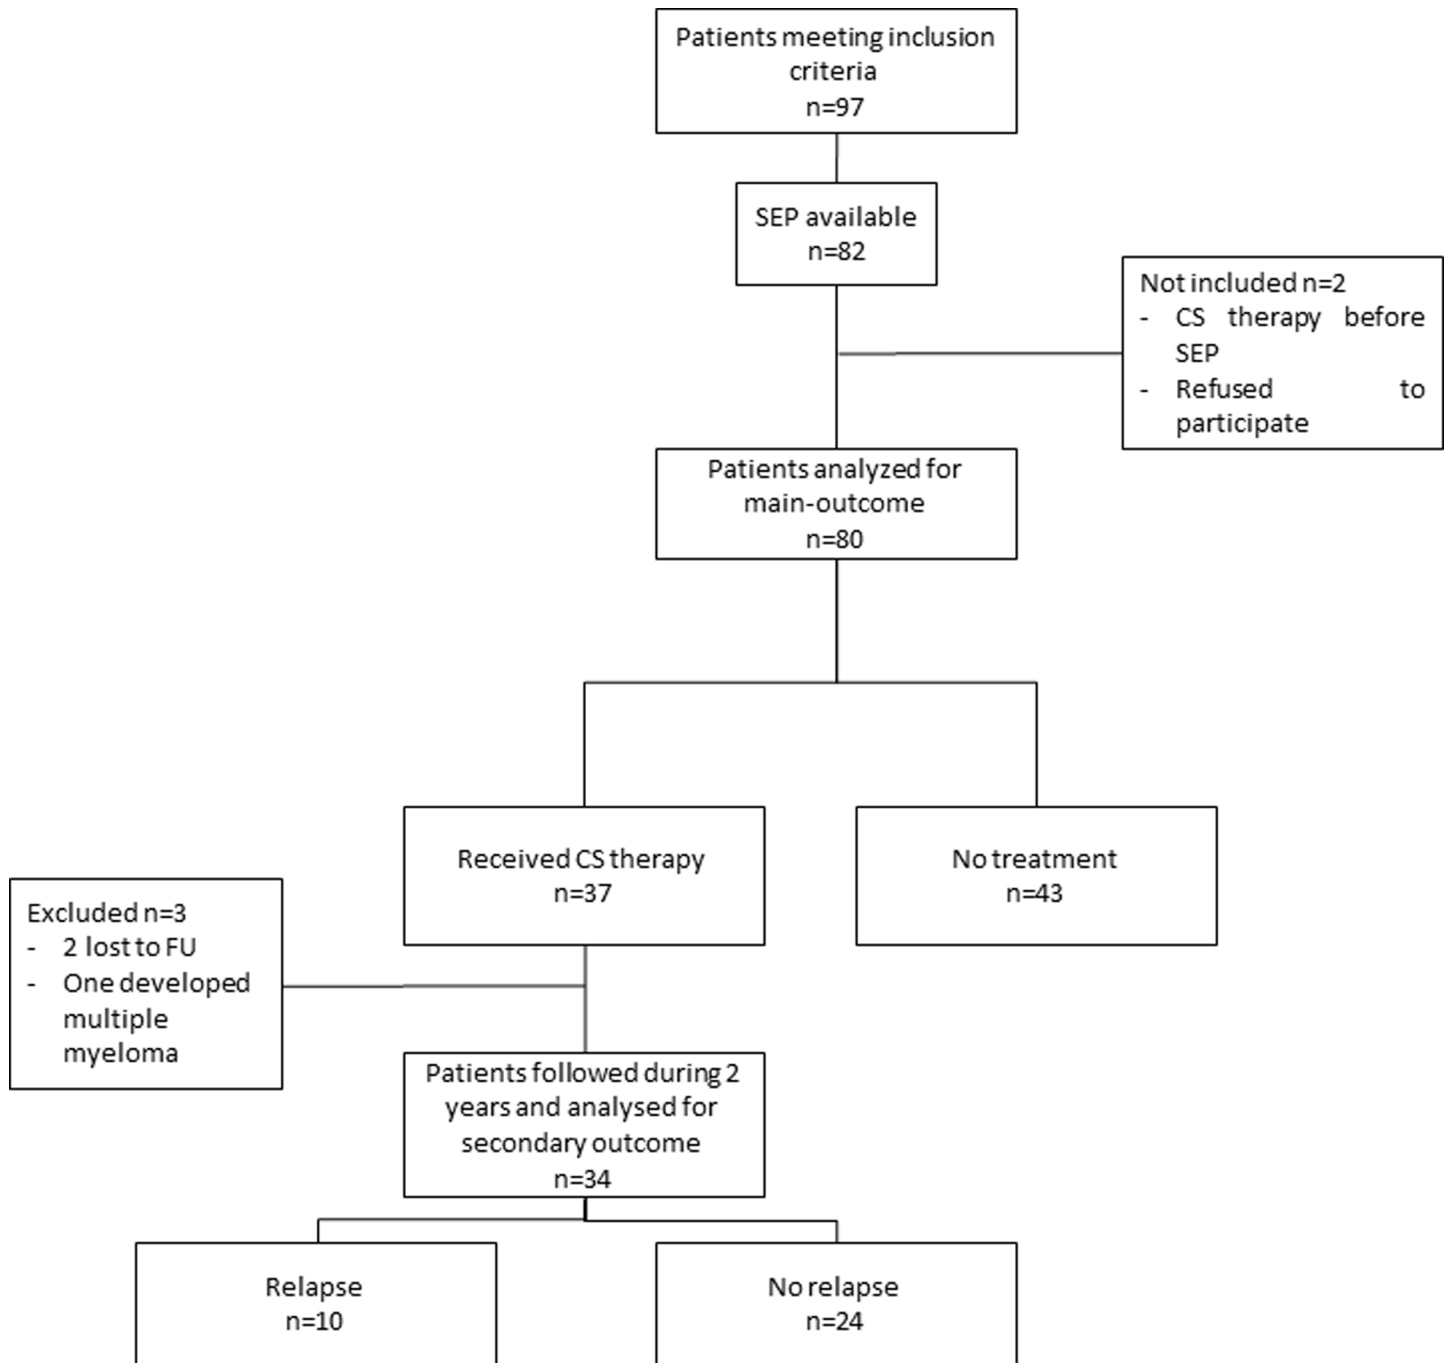 Patients meeting inclusion
criteria
n=97
SEP available
n=82
Not included n=2
- CS therapy before
SEP
- Refused to
participate
Patients analyzed for
main-outcome
n=80
Received CS therapy
n=37
No treatment
n=43
Excluded n=3
- 2 lost to FU
- One developed
multiple
myeloma
Patients followed during 2
years and analysed for
secondary outcome
n=34
Relapse
n=10
No relapse
n=24